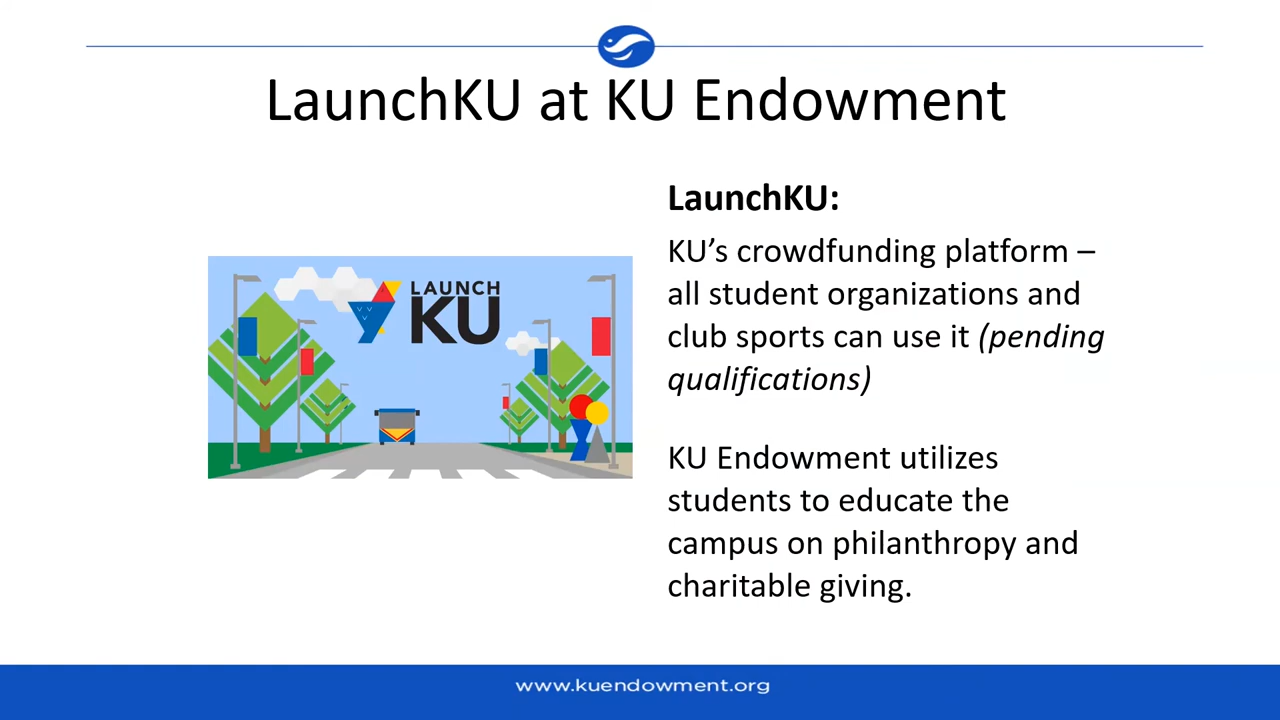 LaunchKU at KU Endowment
LAUNCH
KU
LaunchKU:
KU’s crowdfunding platform –
all student organizations and
club sports can use it (pending
qualifications)
KU Endowment utilizes
students to educate the
campus on philanthropy and
charitable giving.
www.kuendowment.org